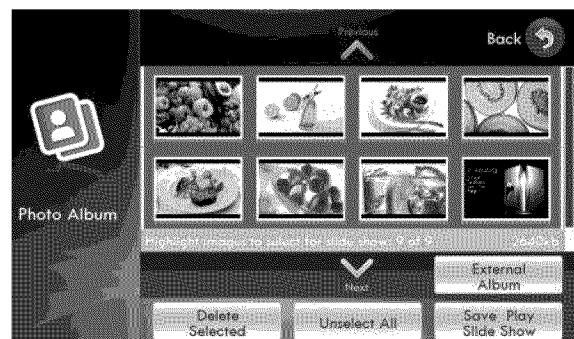 Previous
Back
Photo Album
Highlight images to select for slide show: 9 of 9
2640kb
Next
External
Album
Delete
Selected
Unselect All
Save Play
Slide Show